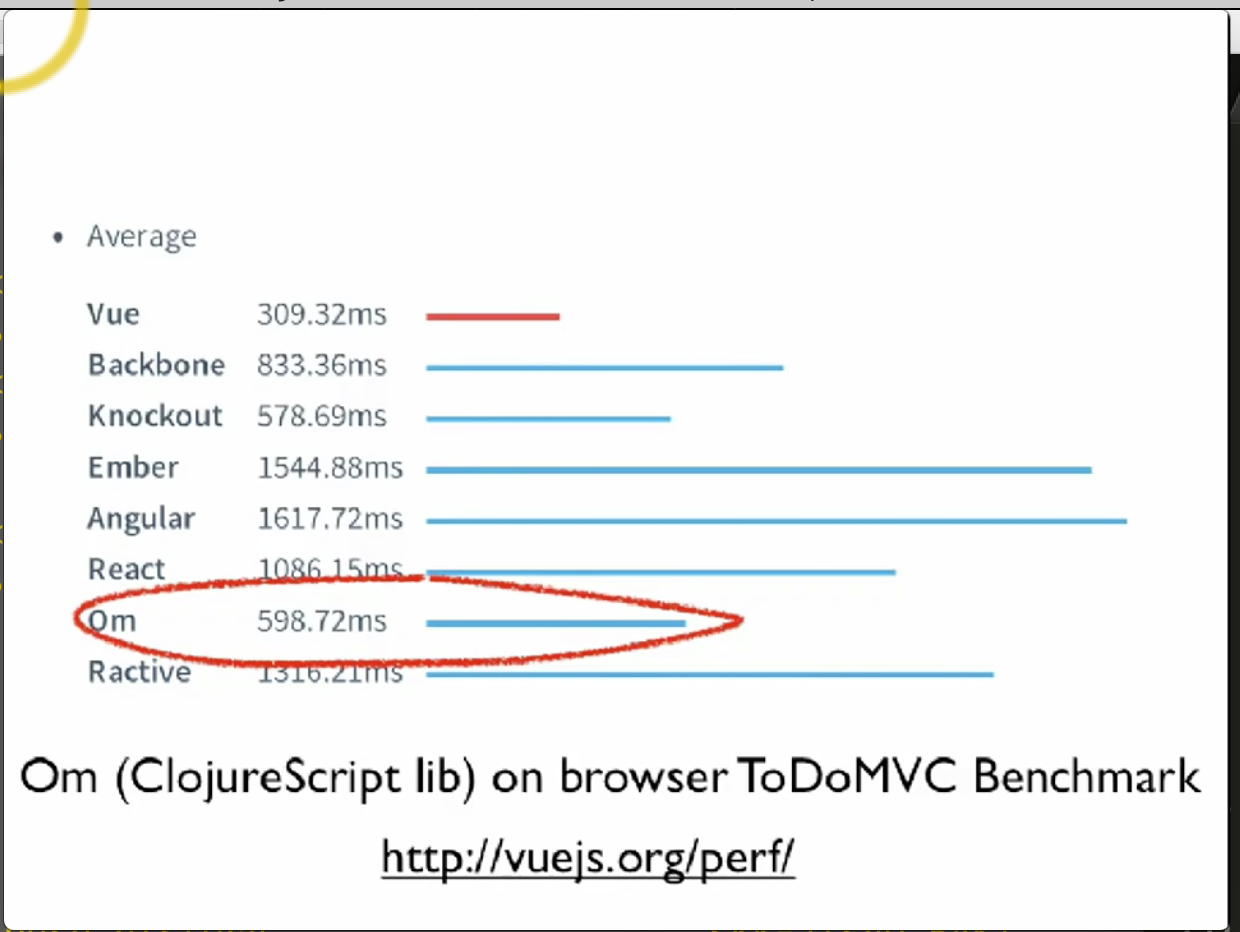 • Average
Vue 309.32ms
Backbone 833.36ms
Knockout 578.69ms
Ember 1544.88ms
Angular 1617.72ms
React 1086.15ms
Om 598.72ms
Ractive 1316.21ms
Om (ClojureScript lib) on browser ToDoMVC Benchmark
http://vuejs.org/perf/